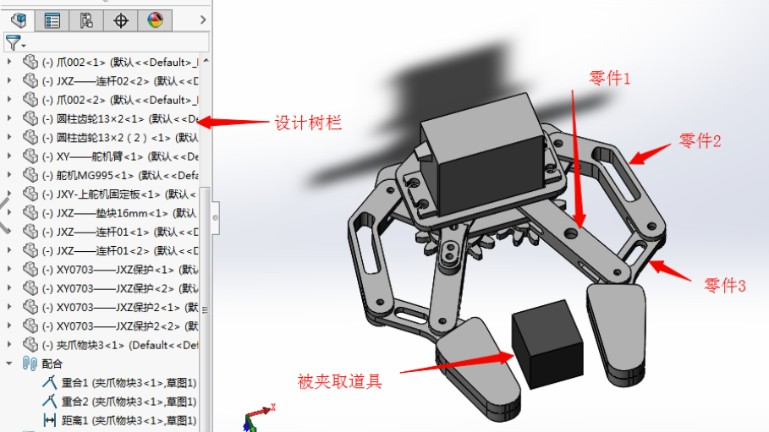 (-) 爪002<1> (默认<<Default>_
(-) JXZ——连杆02<2> (默认<<D
(-) 爪002<2> (默认<<Default>_
(-) 圆柱齿轮13×2<1> (默认<<De
(-) 圆柱齿轮13×2（2）<1> (默认
(-) XY——舵机臂<1> (默认<<De
(-) 舵机MG995<1> (默认<<Def
(-) JXY-上舵机固定板<1> (默认<
(-) JXZ——垫块16mm<1> (默认<
(-) JXZ——连杆01<1> (默认<<D
(-) JXZ——连杆01<2> (默认<<D
(-) XY0703——JXZ保护<1> (默
(-) XY0703——JXZ保护<2> (默
(-) XY0703——JXZ保护2<1> (默
(-) XY0703——JXZ保护2<2> (默
(-) 夹爪物块3<1> (Default<<De
配合
重合1 (夹爪物块3<1>,草图1)
重合2 (夹爪物块3<1>,草图1)
距离1 (夹爪物块3<1>,草图1)
设计树栏
零件1
零件2
零件3
被夹取道具
X